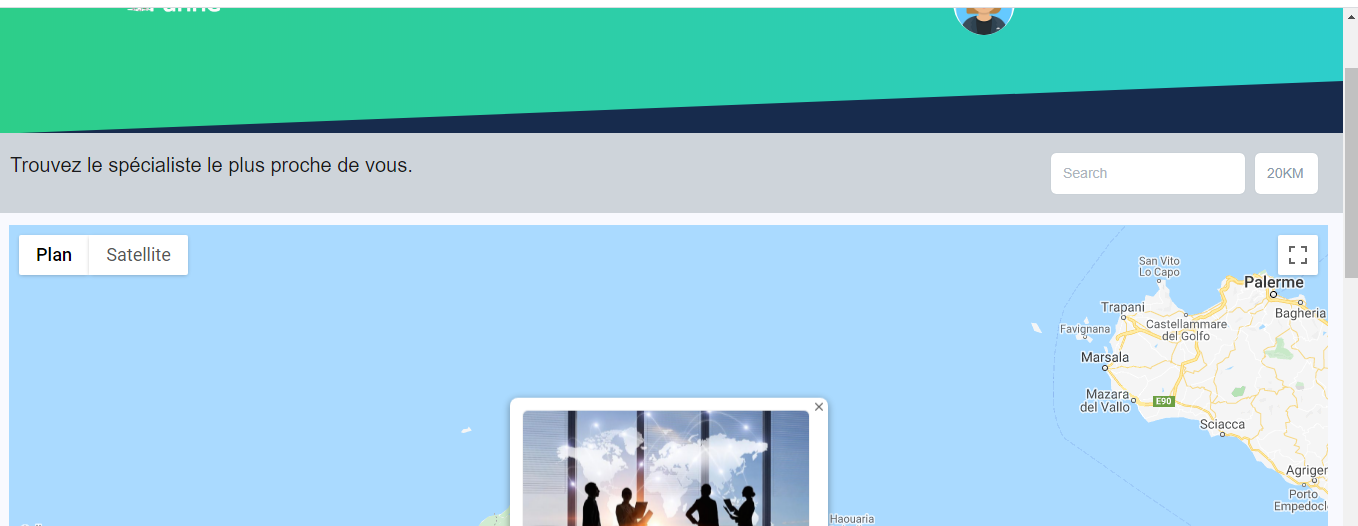 Trouvez le spécialiste le plus proche de vous.
Search
20KM
Plan
Satellite
San Vito
Lo Capo
Palerme
Trapani
Bagheria
Favignana
Castellammare
del Golfo
Marsala
Mazara
del Vallo
E90
Sciacca
Agriger
Porto
Empedocl
Haouaria